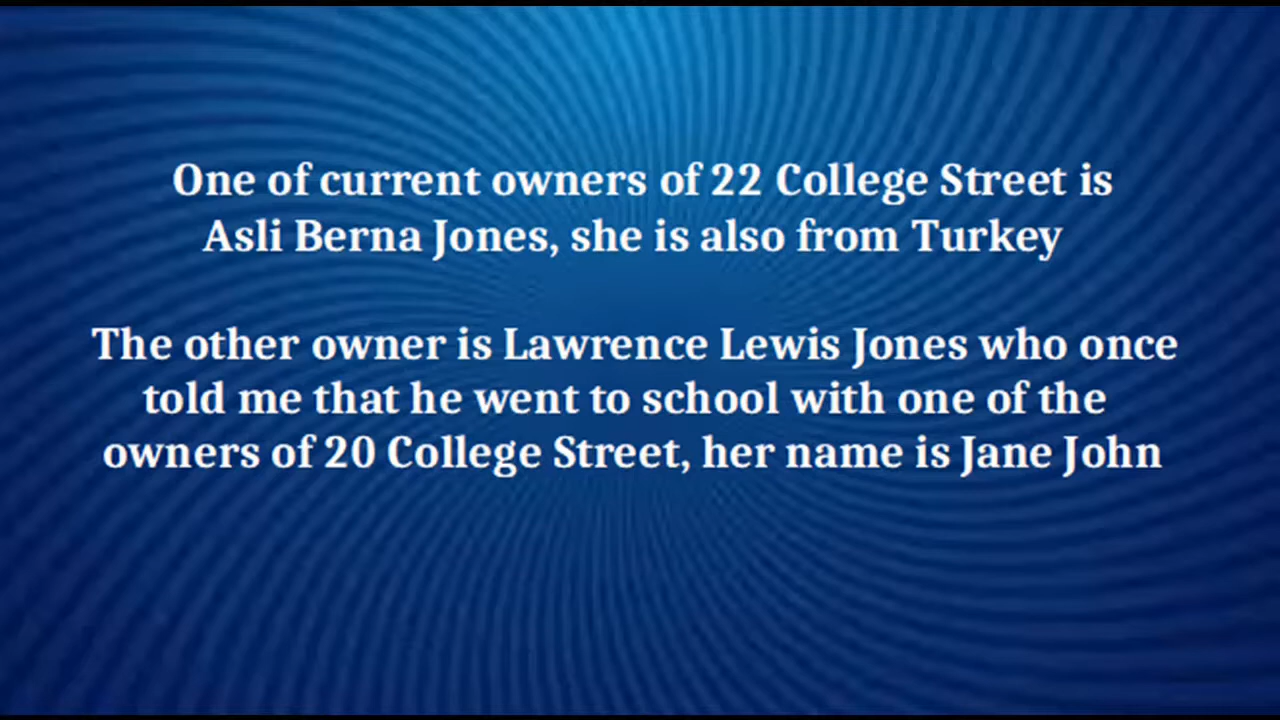 One of current owners of 22 College Street is
Asli Berna Jones, she is also from Turkey
The other owner is Lawrence Lewis Jones who once
told me that he went to school with one of the
owners of 20 College Street, her name is Jane John